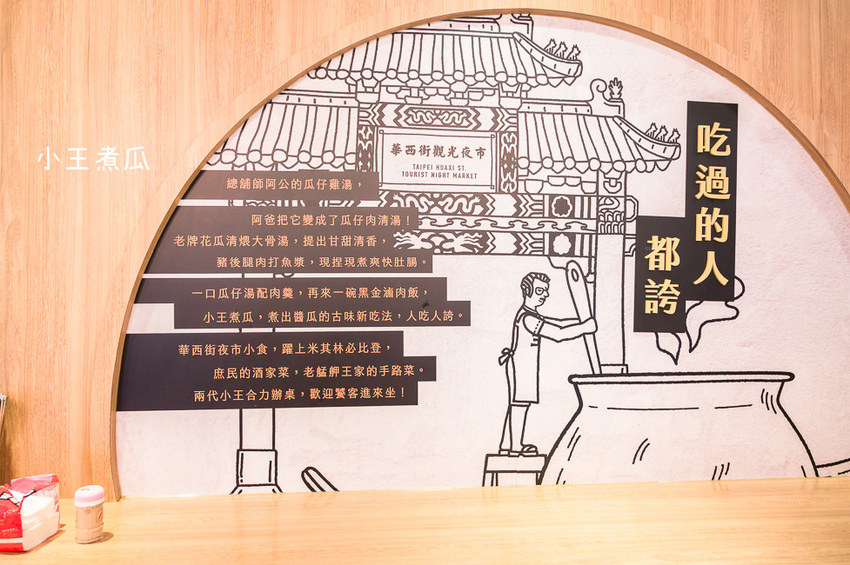 小王煮瓜
華西街觀光夜市
TAIPEI HUAXI ST.
TOURIST NIGHT MARKET
吃過的人
都誇
總舖師阿公的瓜仔雞湯，
阿爸把它變成了瓜仔肉清湯！
老牌花瓜清燉大骨湯，提出甘甜清香，
豬後腿肉打魚漿，現捏現煮爽快肚腸。
一口瓜仔湯配肉羹，再來一碗黑金滷肉飯，
小王煮瓜，煮出醬瓜的古味新吃法，人吃人誇。
華西街夜市小食，躍上米其林必比登，
庶民的酒家菜，老艋舺王家的手路菜。
兩代小王合力辦桌，歡迎饕客進來坐！